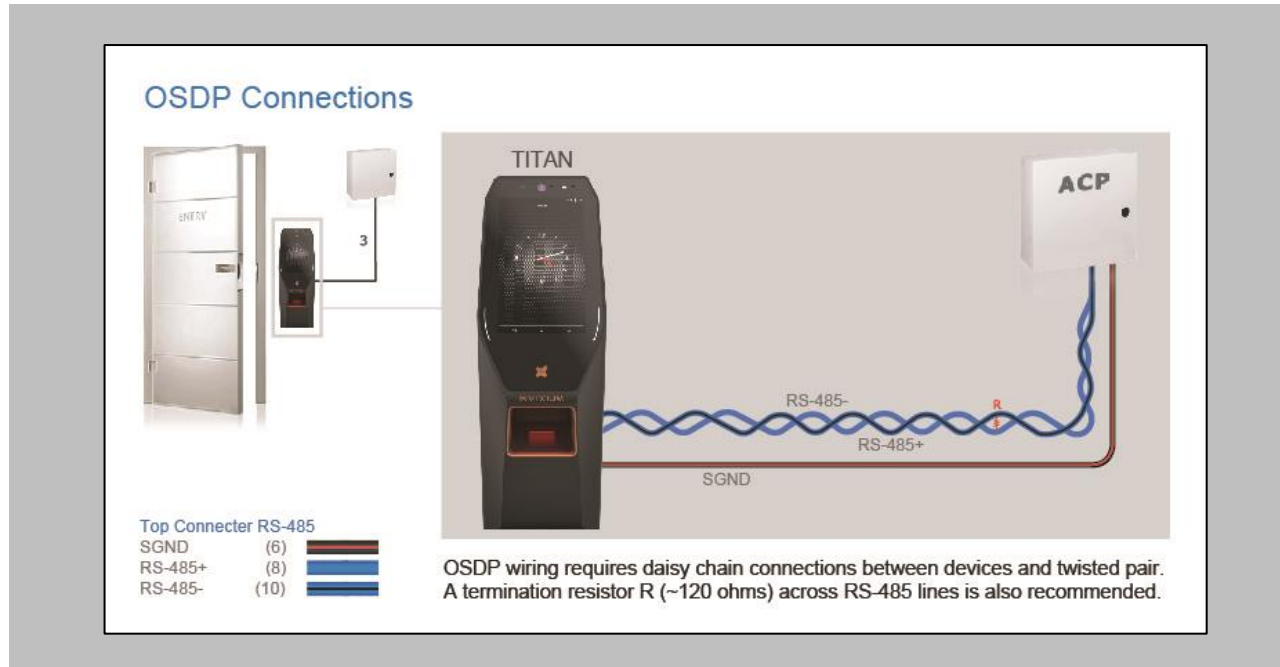 OSDP Connections
TITAN
ACP
3
RS-485-
R
RS-485+
SGND
Top Connecter RS-485
SGND (6)
RS-485+ (8)
RS-485- (10)
OSDP wiring requires daisy chain connections between devices and twisted pair.
A termination resistor R (~120 ohms) across RS-485 lines is also recommended.